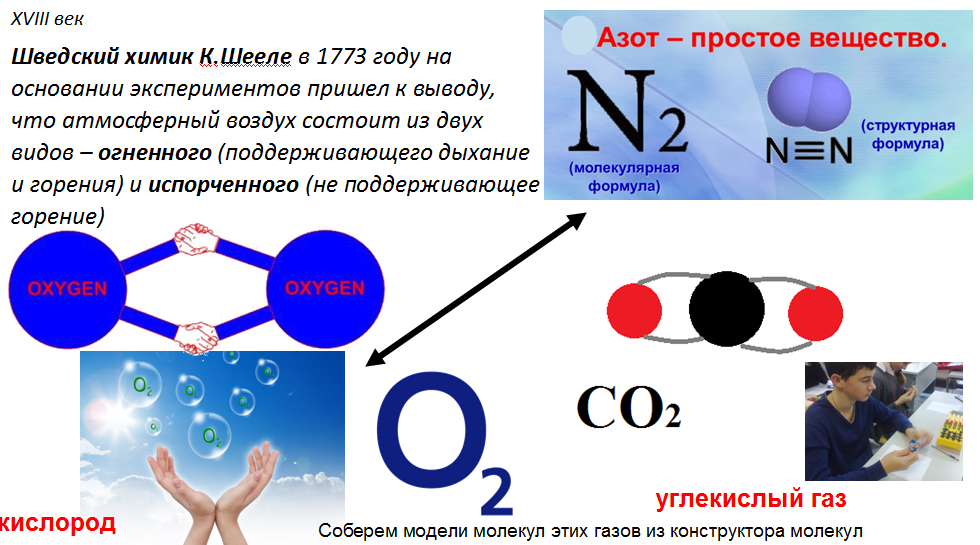 XVIII век
Шведский химик К.Шееле в 1773 году на
основании экспериментов пришел к выводу,
что атмосферный воздух состоит из двух
видов – огненного (поддерживающего дыхание
и горения) и испорченного (не поддерживающее
горение)
Азот – простое вещество.
N2
(молекулярная
формула)
N≡N
(структурная
формула)
OXYGEN
OXYGEN
O2
O2
O2
CO2
кислород
углекислый газ
Соберем модели молекул этих газов из конструктора молекул